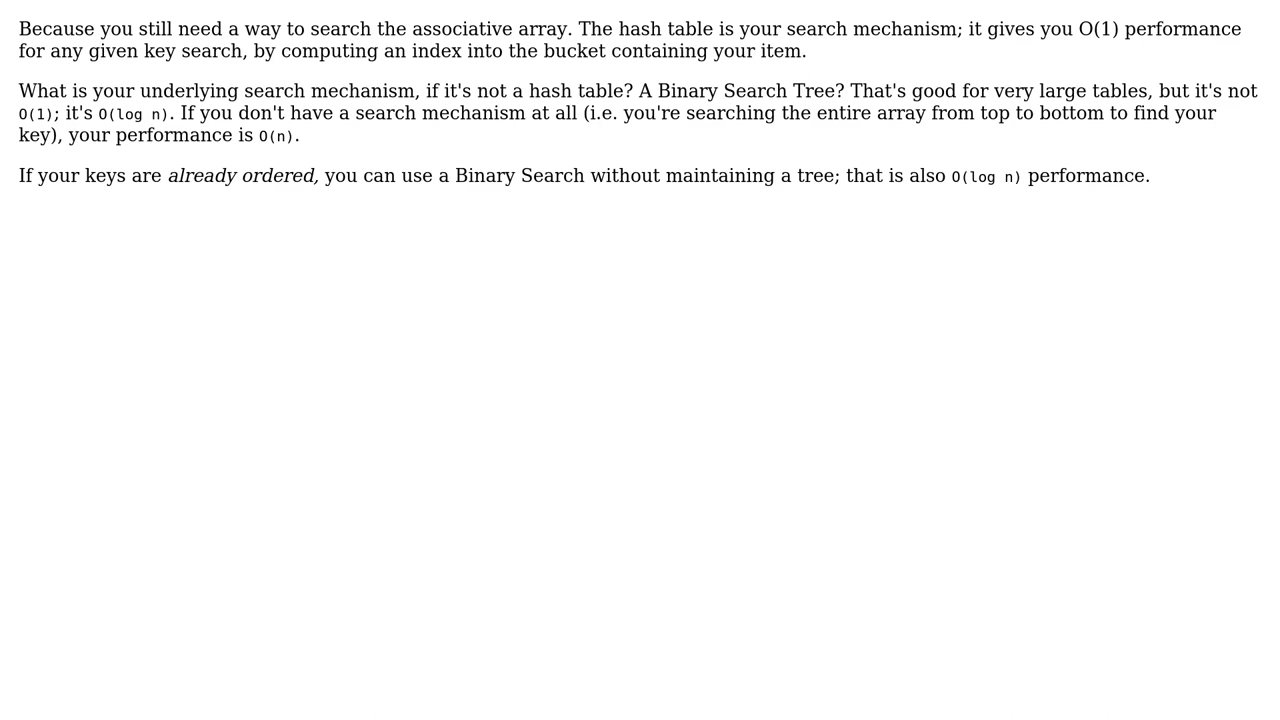 Because you still need a way to search the associative array. The hash table is your search mechanism; it gives you O(1) performance
for any given key search, by computing an index into the bucket containing your item.
What is your underlying search mechanism, if it's not a hash table? A Binary Search Tree? That's good for very large tables, but it's not
O(1); it's O(log n). If you don't have a search mechanism at all (i.e. you're searching the entire array from top to bottom to find your
key), your performance is O(n).
If your keys are already ordered, you can use a Binary Search without maintaining a tree; that is also O(log n) performance.